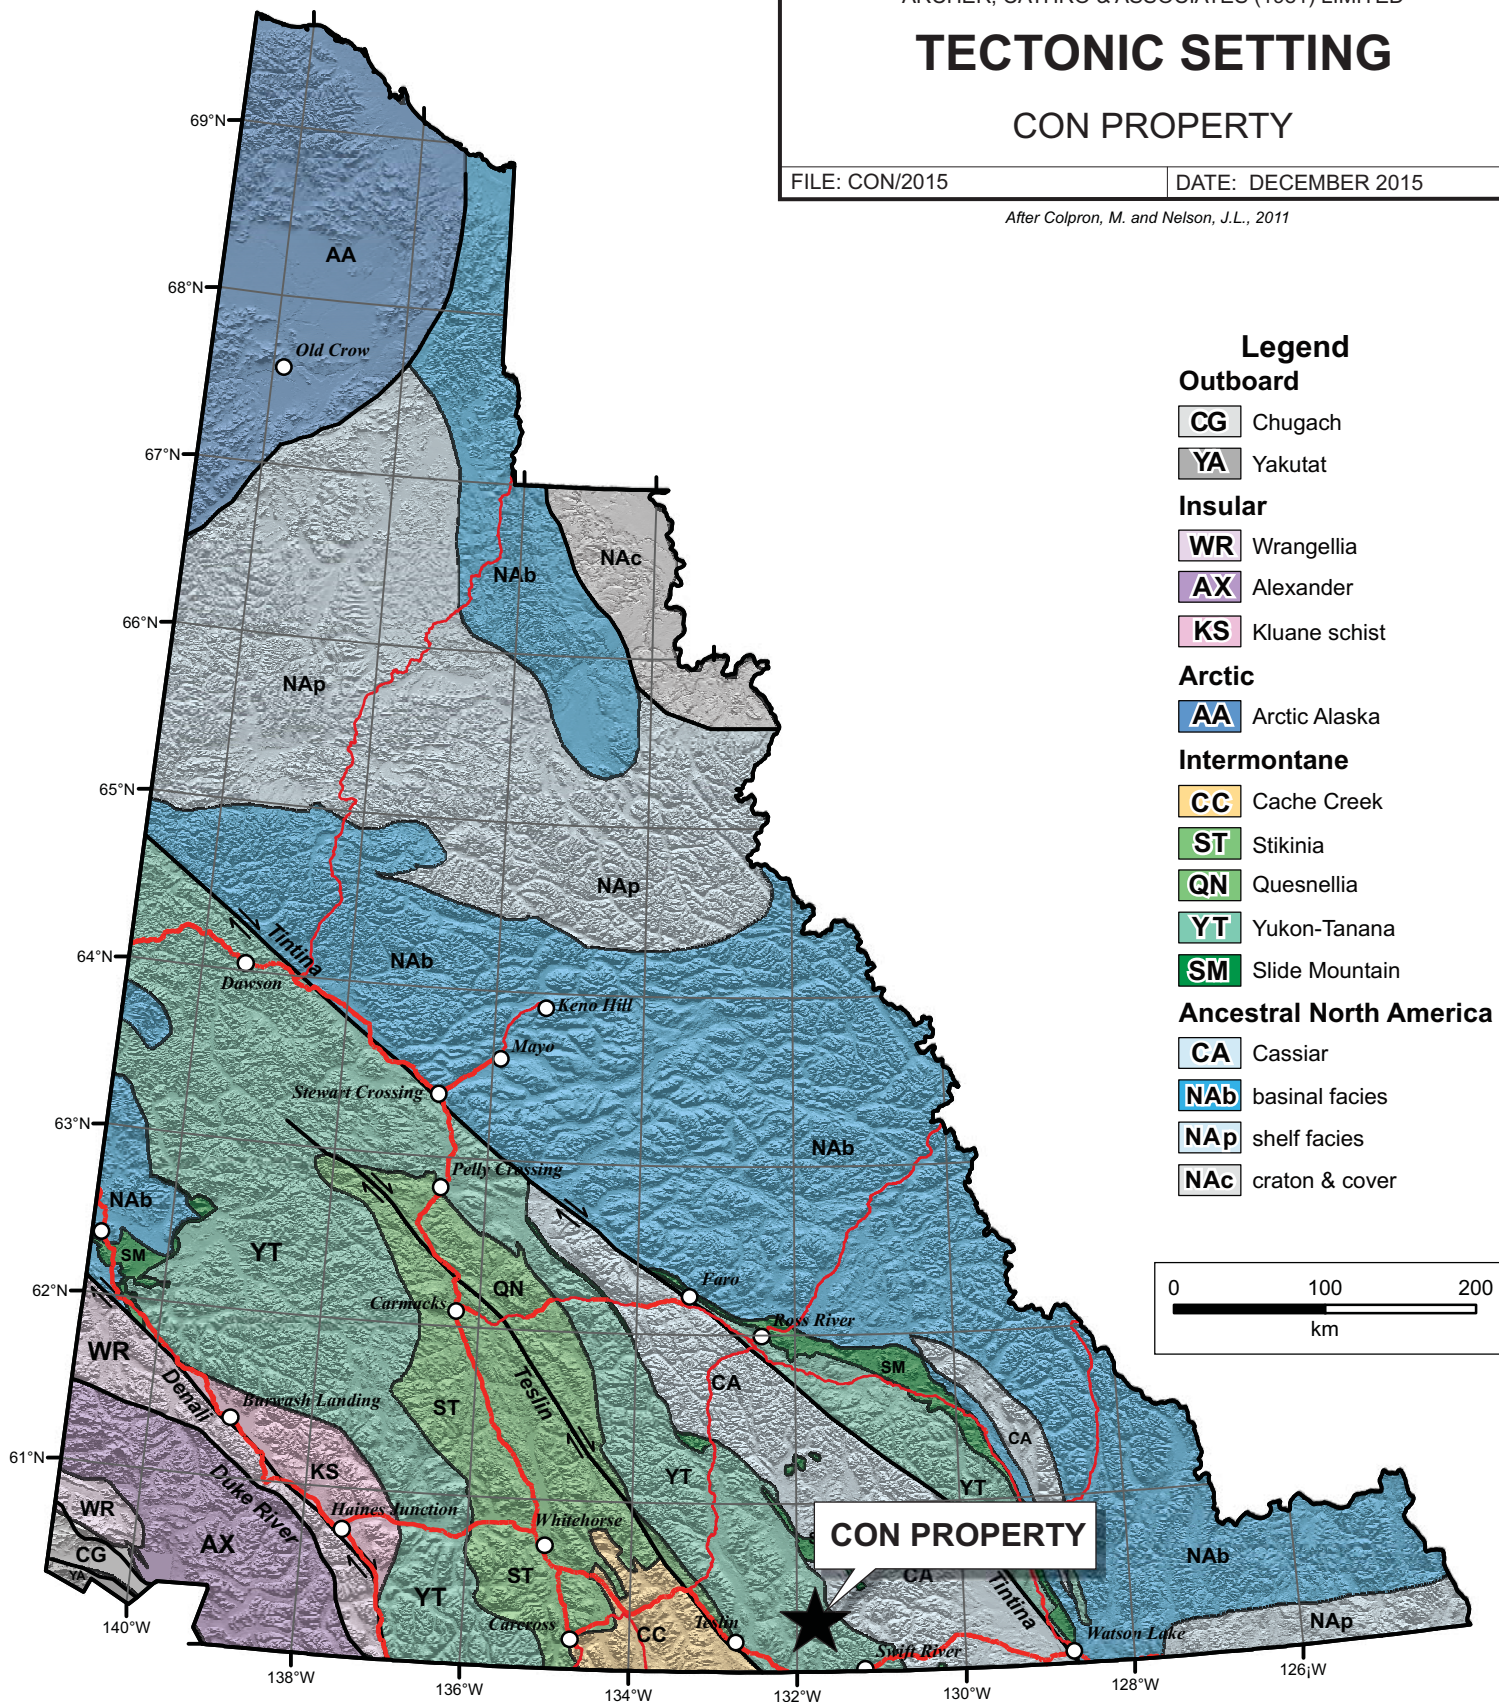 TECTONIC SETTING
CON PROPERTY
FILE: CON/2015
DATE: DECEMBER 2015
After Colpron, M. and Nelson, J.L., 2011
69°N
68°N
67°N
66°N
65°N
64°N
63°N
62°N
61°N
AA
Old Crow
NAc
NAb
NAp
NAp
Tintina
NAb
Dawson
Keno Hill
Mayo
Stewart Crossing
NAb
Pelly Crossing
NAb
SM
YT
QN
Faro
Carmacks
Ross River
WR
Denali
SM
CA
Burwash Landing
Teslin
ST
CA
KS
Duke River
YT
YT
WR
Haines Junction
Whitehorse
CON PROPERTY
AX
CG
YA
NAb
ST
CA
YT
Tintina
NAp
Carcross
CC
Teslin
Swift River
Watson Lake
140°W
138°W
136°W
134°W
132°W
130°W
128°W
126°W
Legend
Outboard
CG Chugach
YA Yakutat
Insular
WR Wrangellia
AX Alexander
KS Kluane schist
Arctic
AA Arctic Alaska
Intermontane
CC Cache Creek
ST Stikinia
QN Quesnellia
YT Yukon-Tanana
SM Slide Mountain
Ancestral North America
CA Cassiar
NAb basinal facies
NAp shelf facies
NAc craton & cover
0 100 200
km